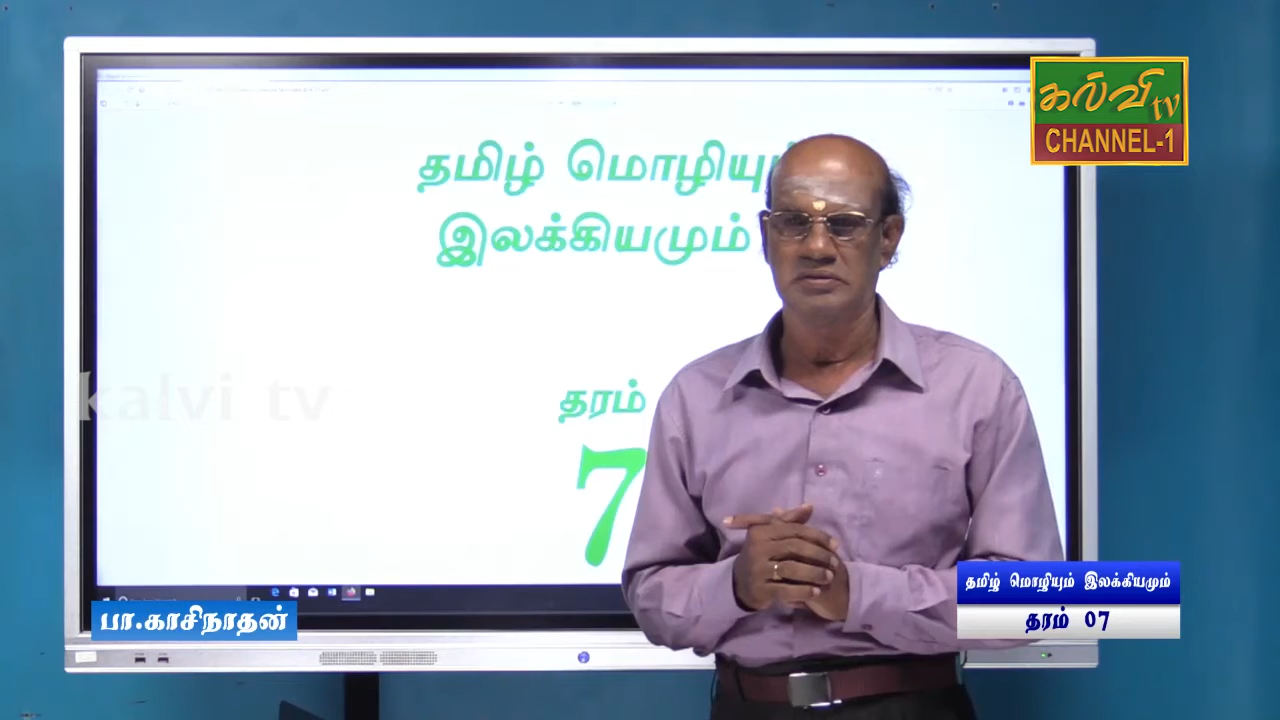 கல்வி tv
CHANNEL-1
தமிழ் மொழியும்
இலக்கியமும்
kalvi tv
தரம்
7
தமிழ் மொழியும் இலக்கியமும்
தரம் 07
பா.காசிநாதன்